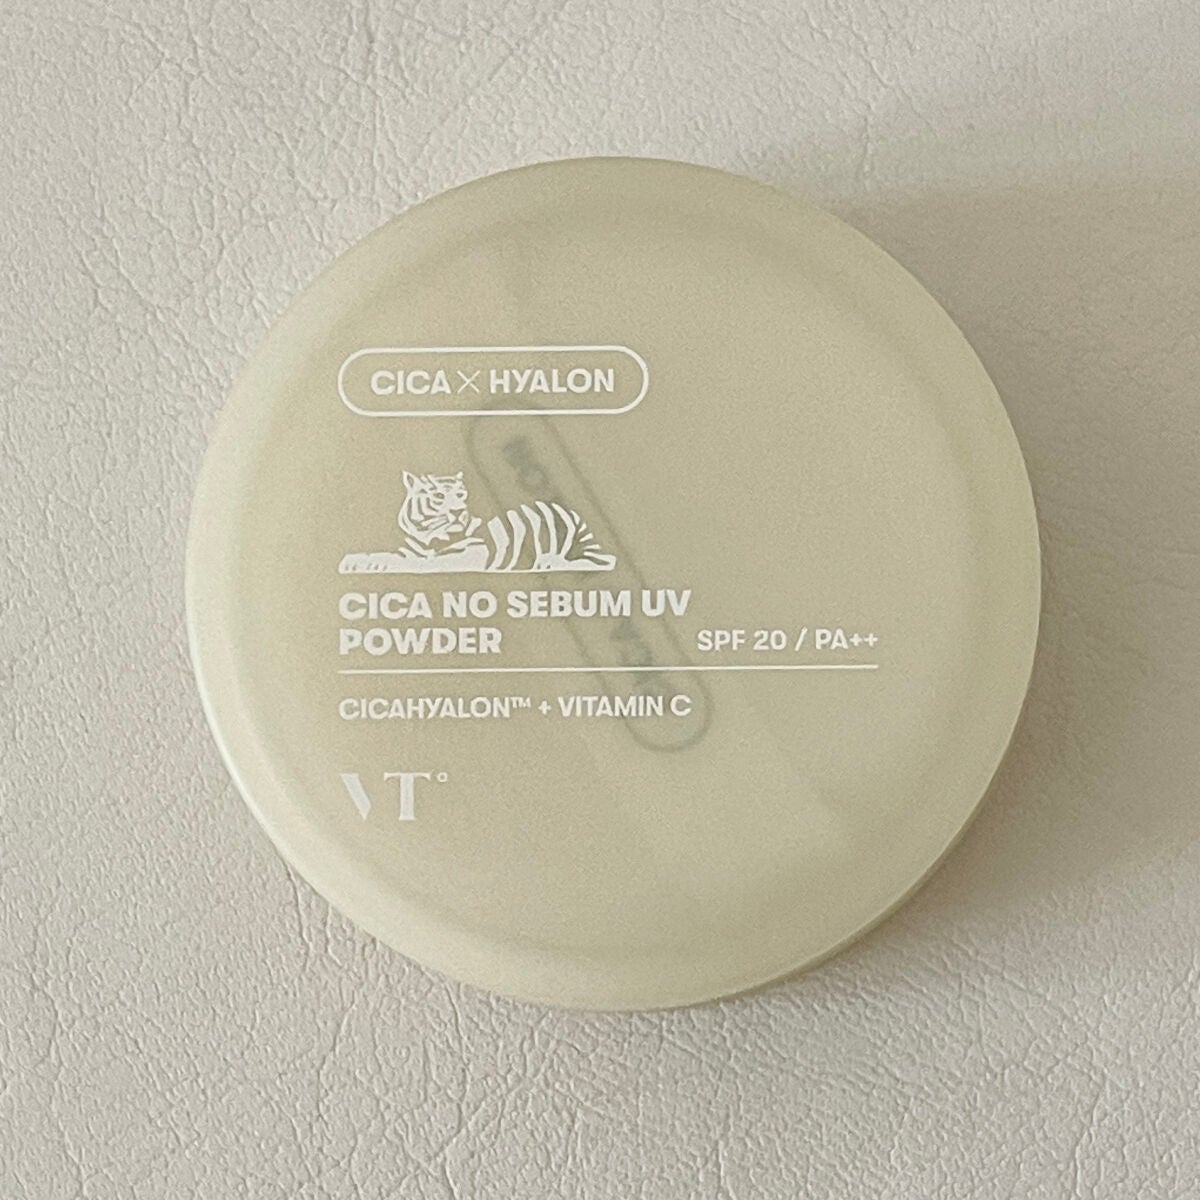 CICA × HYALON
CICA NO SEBUM UV
POWDER
SPF 20 / PA++
CICAHYALON™ + VITAMIN C
VT°